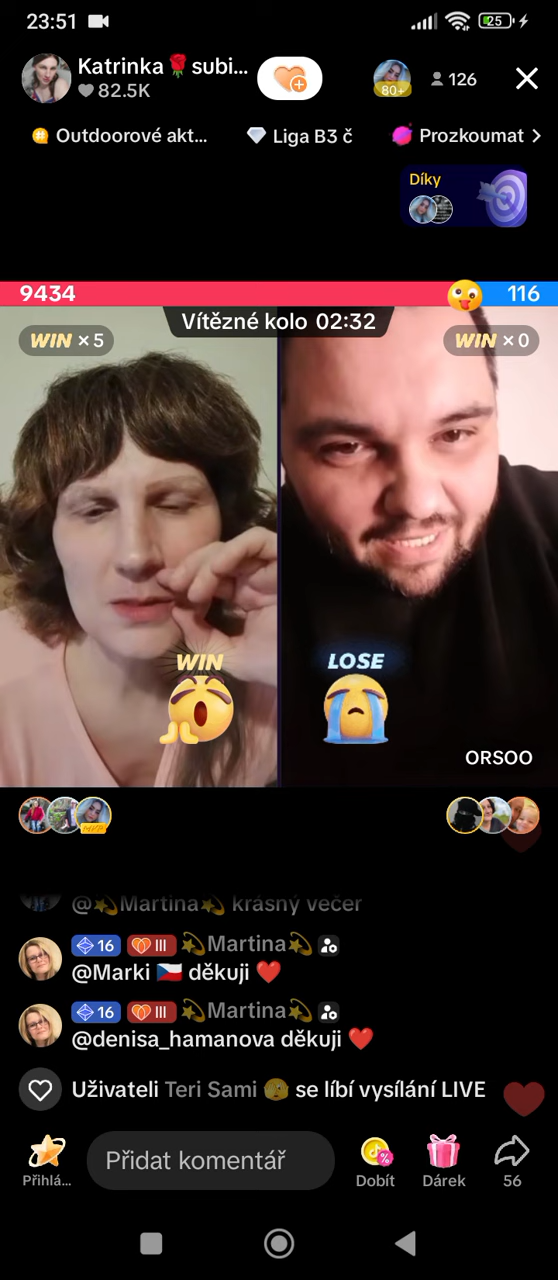 23:51
25
Katrinka🌹subi...
82.5K
80+
126
Outdoorové akt...
Liga B3 č
Prozkoumat
Díky
9434
116
Vítězné kolo 02:32
WIN ×5
WIN ×0
WIN
LOSE
ORSOO
@💫Martina💫 krásný večer
16 III 💫Martina💫
@Marki 🇨🇿 děkuji ❤️
16 III 💫Martina💫
@denisa_hamanova děkuji ❤️
Uživateli Teri Sami 🫣 se líbí vysílání LIVE
Přihlá...
Přidat komentář
Dobít
Dárek
56